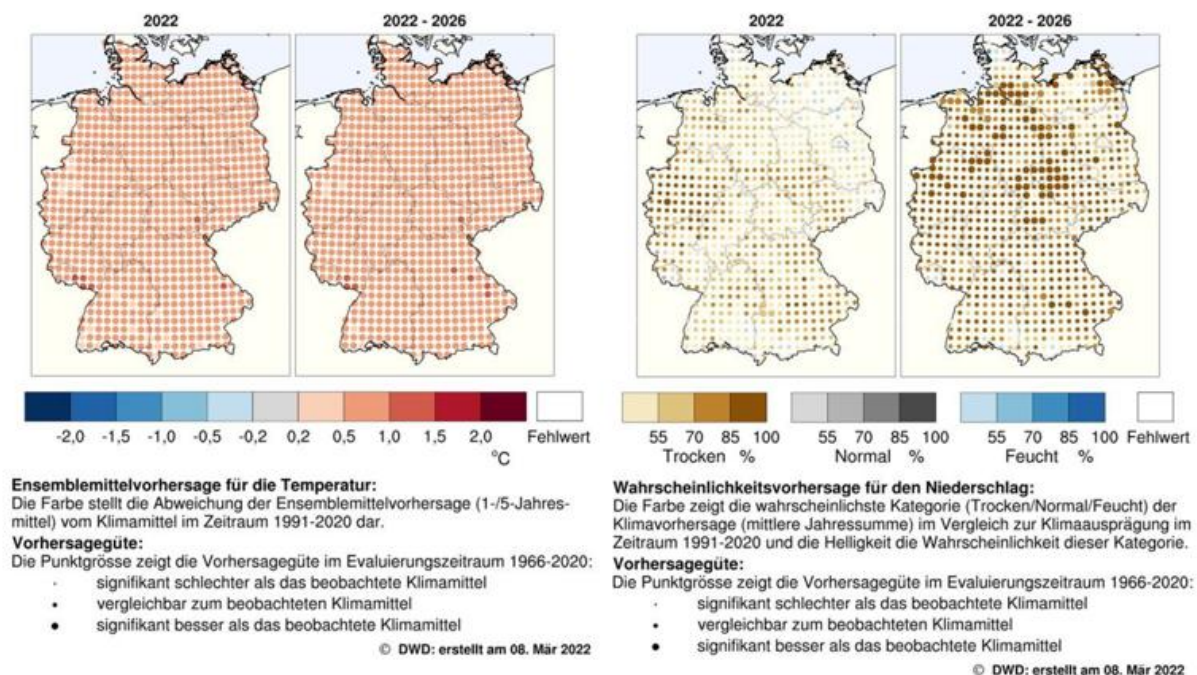 2022
2022 - 2026
-2,0 -1,5 -1,0 -0,5 -0,2 0,2 0,5 1,0 1,5 2,0 Fehlwert
°C
Ensemblemittelvorhersage für die Temperatur:
Die Farbe stellt die Abweichung der Ensemblemittelvorhersage (1-/5-Jahres-
mittel) vom Klimamittel im Zeitraum 1991-2020 dar.
Vorhersagegüte:
Die Punktgrösse zeigt die Vorhersagegüte im Evaluierungszeitraum 1966-2020:
signifikant schlechter als das beobachtete Klimamittel
vergleichbar zum beobachteten Klimamittel
signifikant besser als das beobachtete Klimamittel
© DWD: erstellt am 08. Mär 2022
2022
2022 - 2026
55 70 85 100 55 70 85 100 55 70 85 100 Fehlwert
Trocken % Normal % Feucht %
Wahrscheinlichkeitsvorhersage für den Niederschlag:
Die Farbe zeigt die wahrscheinlichste Kategorie (Trocken/Normal/Feucht) der
Klimavorhersage (mittlere Jahressumme) im Vergleich zur Klimaausprägung im
Zeitraum 1991-2020 und die Helligkeit die Wahrscheinlichkeit dieser Kategorie.
Vorhersagegüte:
Die Punktgrösse zeigt die Vorhersagegüte im Evaluierungszeitraum 1966-2020:
signifikant schlechter als das beobachtete Klimamittel
vergleichbar zum beobachteten Klimamittel
signifikant besser als das beobachtete Klimamittel
© DWD: erstellt am 08. Mär 2022